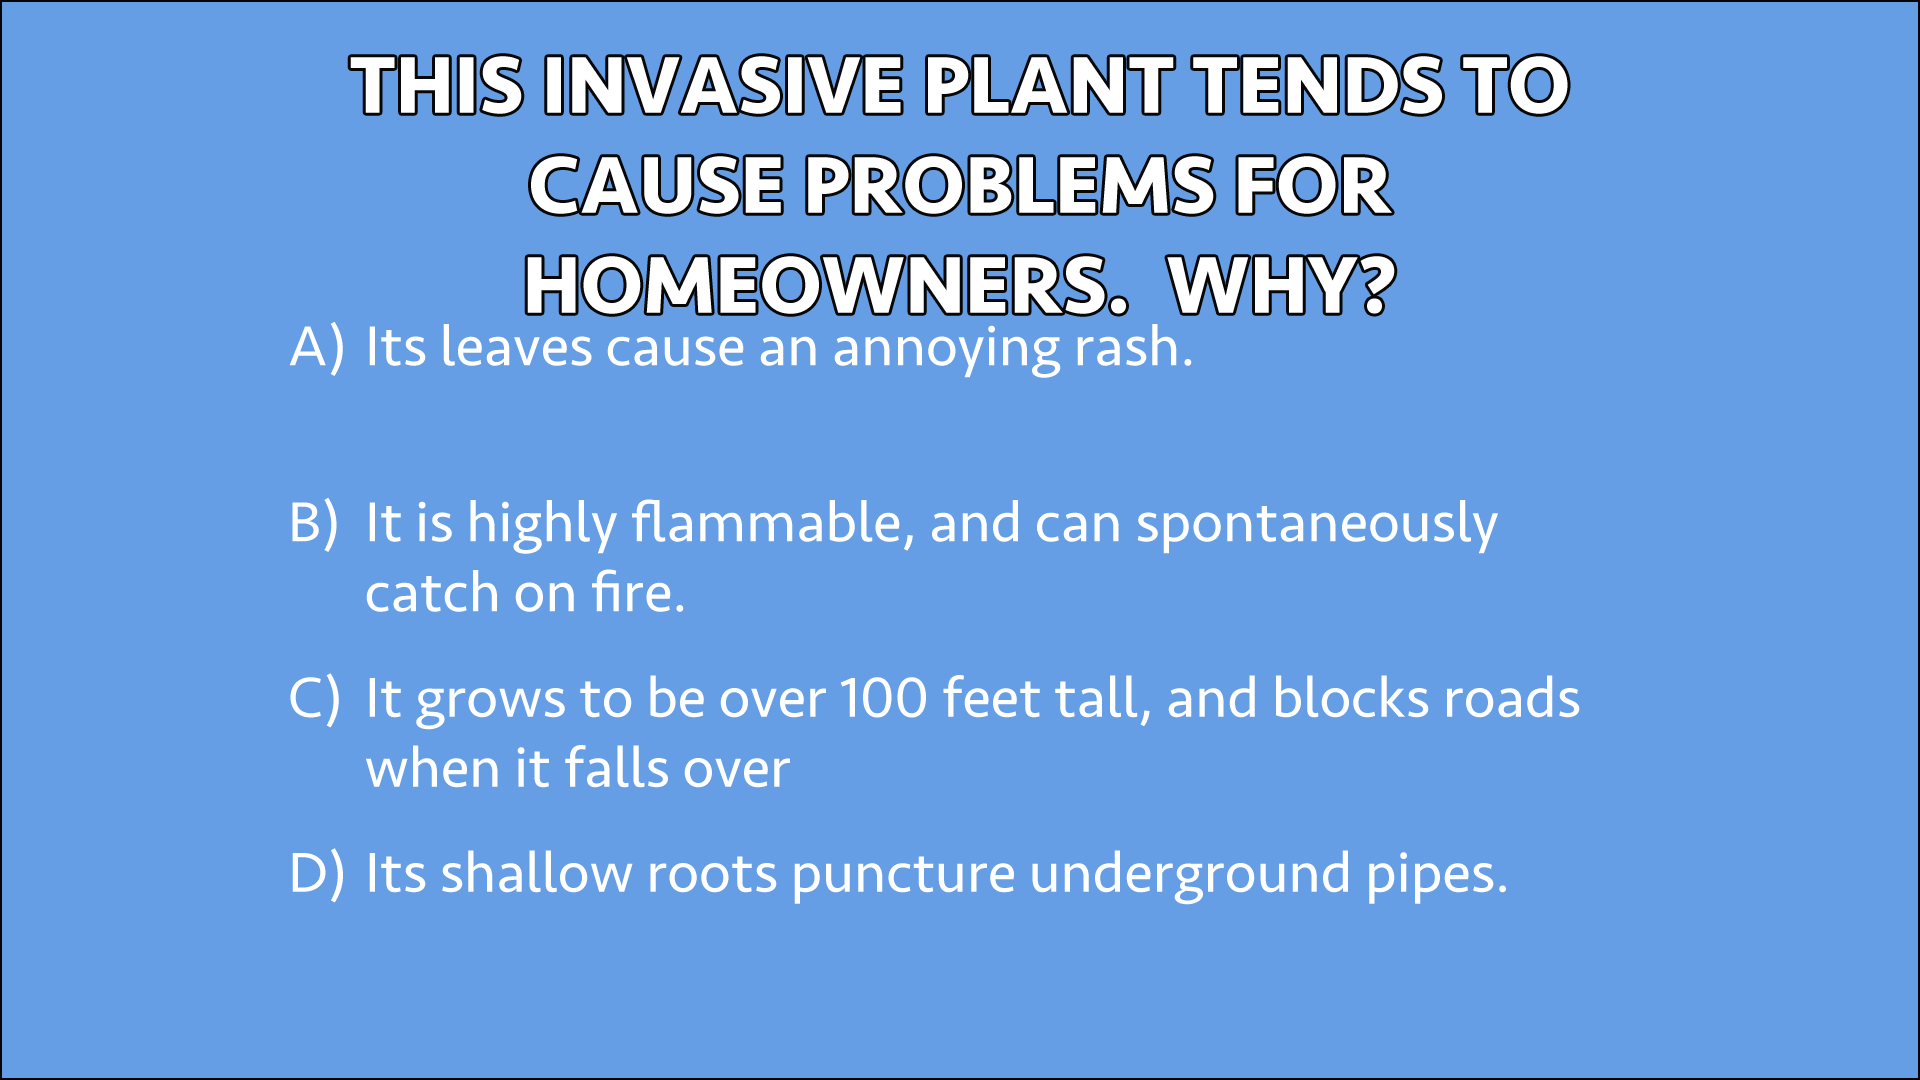 THIS INVASIVE PLANT TENDS TO
CAUSE PROBLEMS FOR
HOMEOWNERS.  WHY?
A) Its leaves cause an annoying rash.
B) It is highly flammable, and can spontaneously
catch on fire.
C) It grows to be over 100 feet tall, and blocks roads
when it falls over
D) Its shallow roots puncture underground pipes.